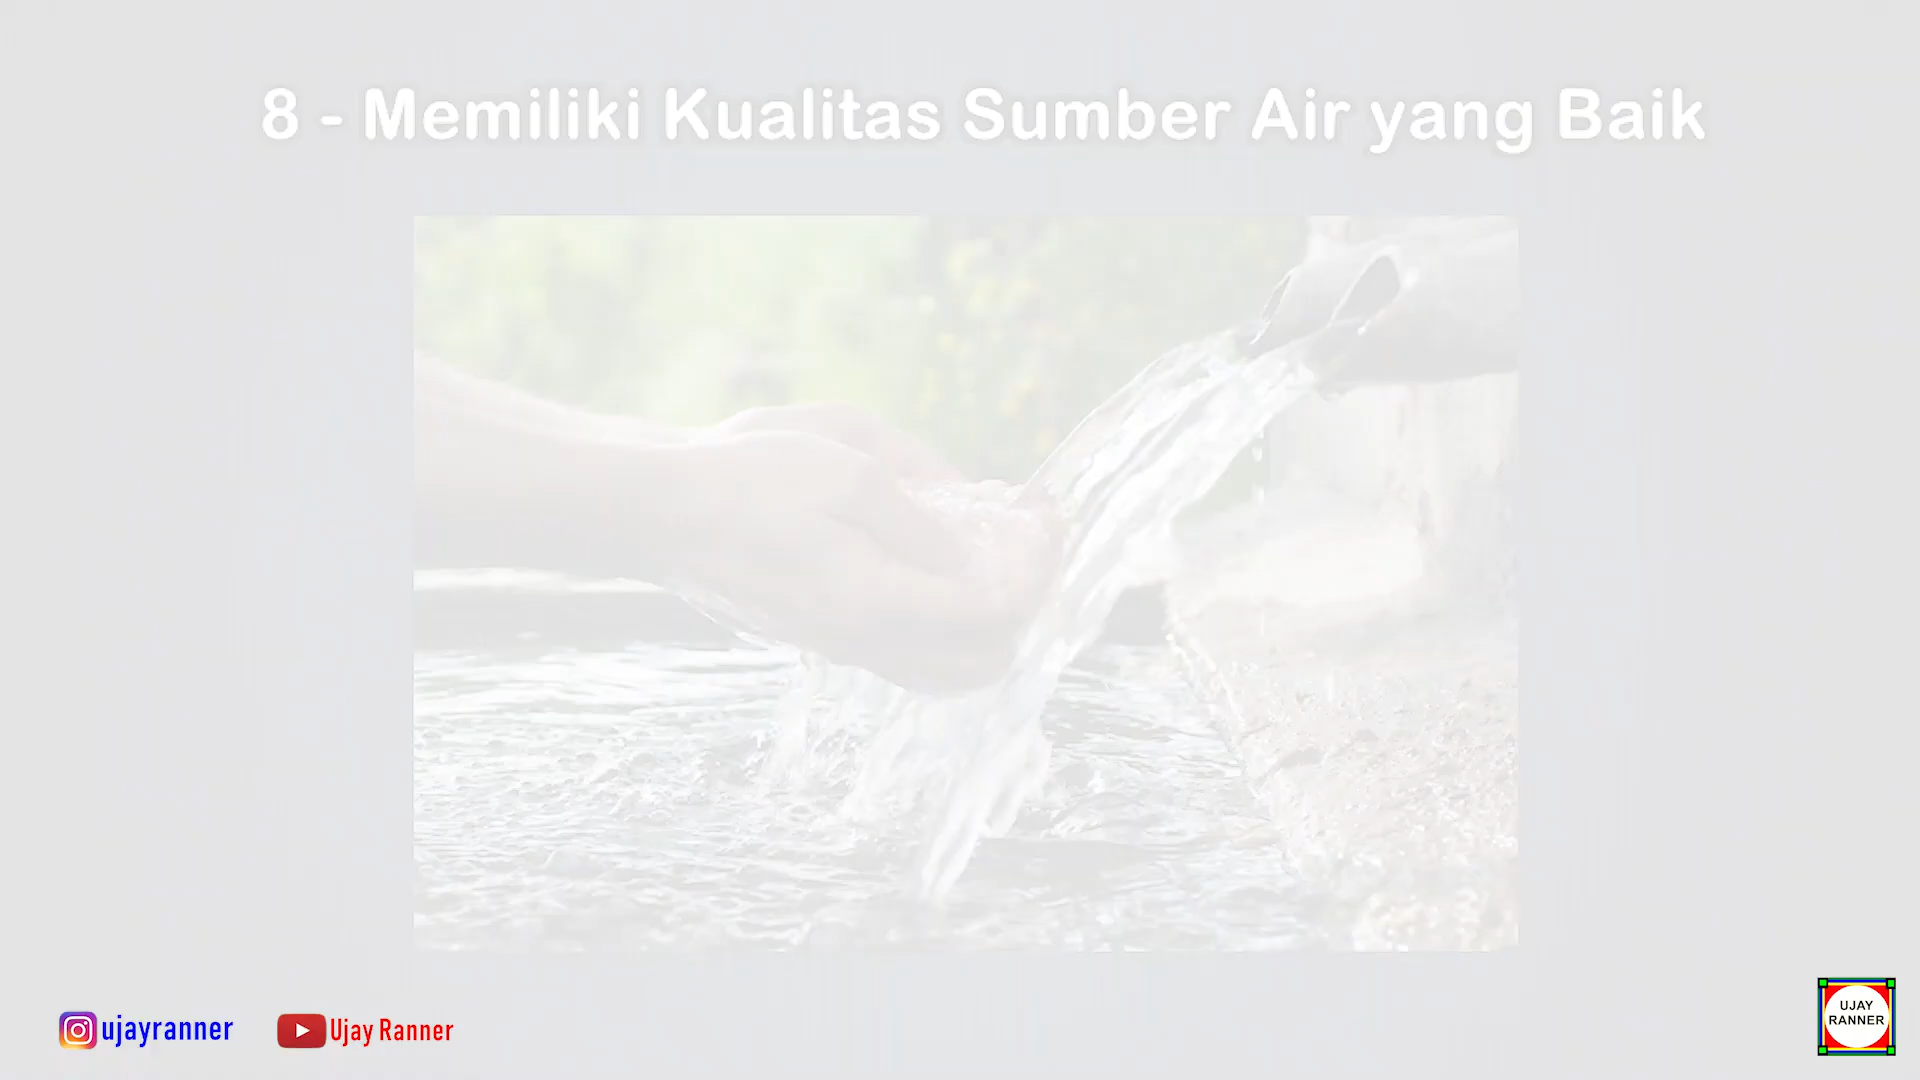 8 - Memiliki Kualitas Sumber Air yang Baik
ujayranner
Ujay Ranner
UJAY
RANNER